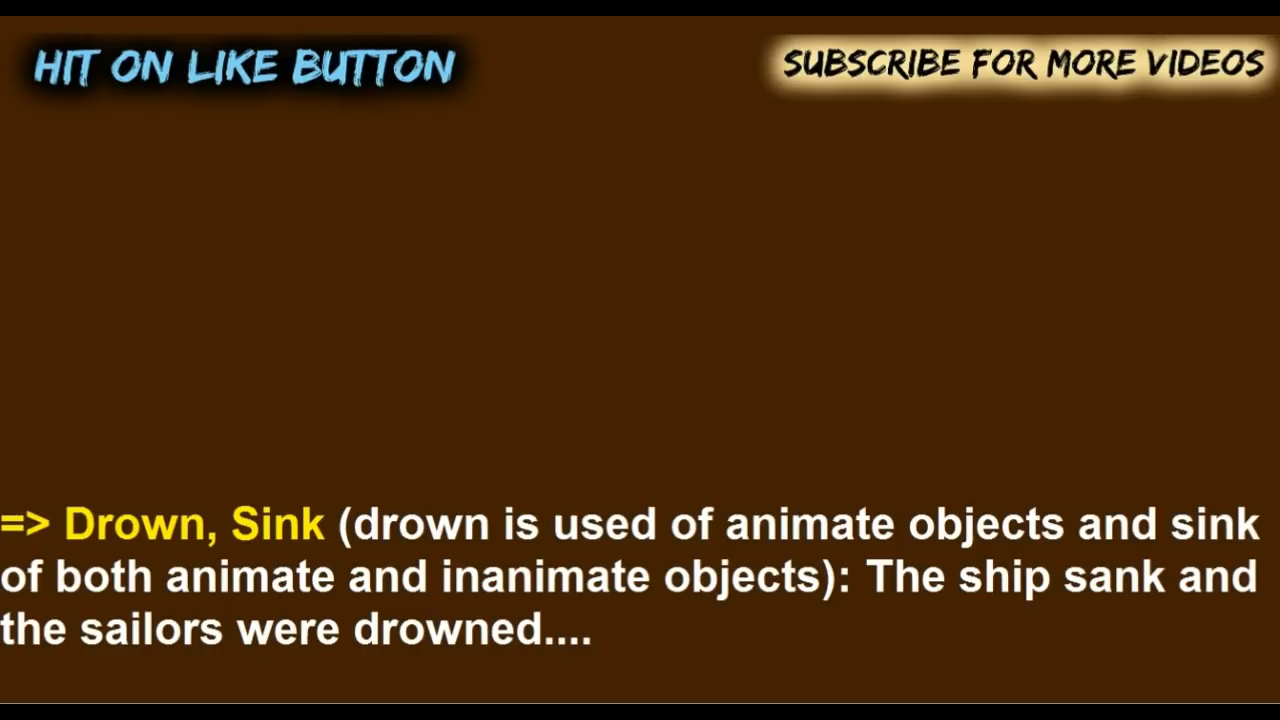 HIT ON LIKE BUTTON
SUBSCRIBE FOR MORE VIDEOS
=> Drown, Sink (drown is used of animate objects and sink
of both animate and inanimate objects): The ship sank and
the sailors were drowned....